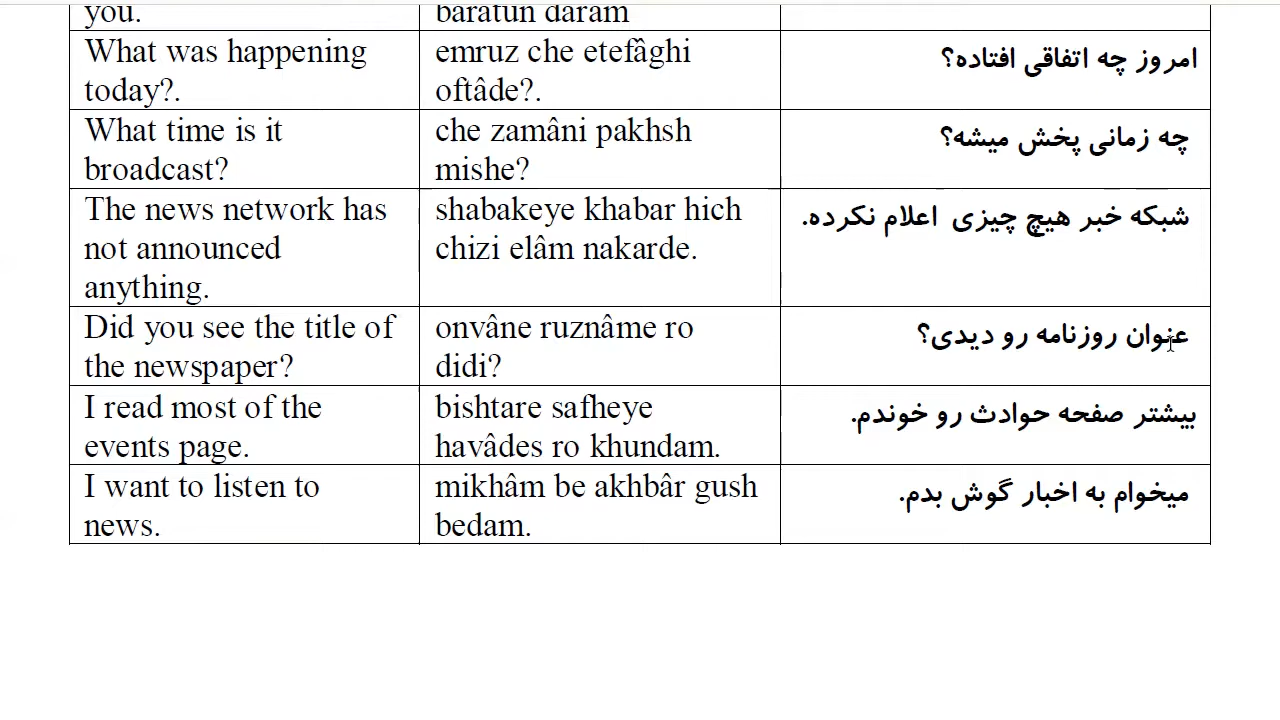 you.
baratun dâram
What was happening
today?.
emruz che etefâghi
oftâde?.
امروز چه اتفاقی افتاده؟
What time is it
broadcast?
che zamâni pakhsh
mishe?
چه زمانی پخش میشه؟
The news network has
not announced
anything.
shabakeye khabar hich
chizi elâm nakarde.
شبکه خبر هیچ چیزی اعلام نکرده.
Did you see the title of
the newspaper?
onvâne ruznâme ro
didi?
عنوان روزنامه رو دیدی؟
I read most of the
events page.
bishtare safheye
havâdes ro khundam.
بیشتر صفحه حوادث رو خوندم.
I want to listen to
news.
mikhâm be akhbâr gush
bedam.
میخوام به اخبار گوش بدم.